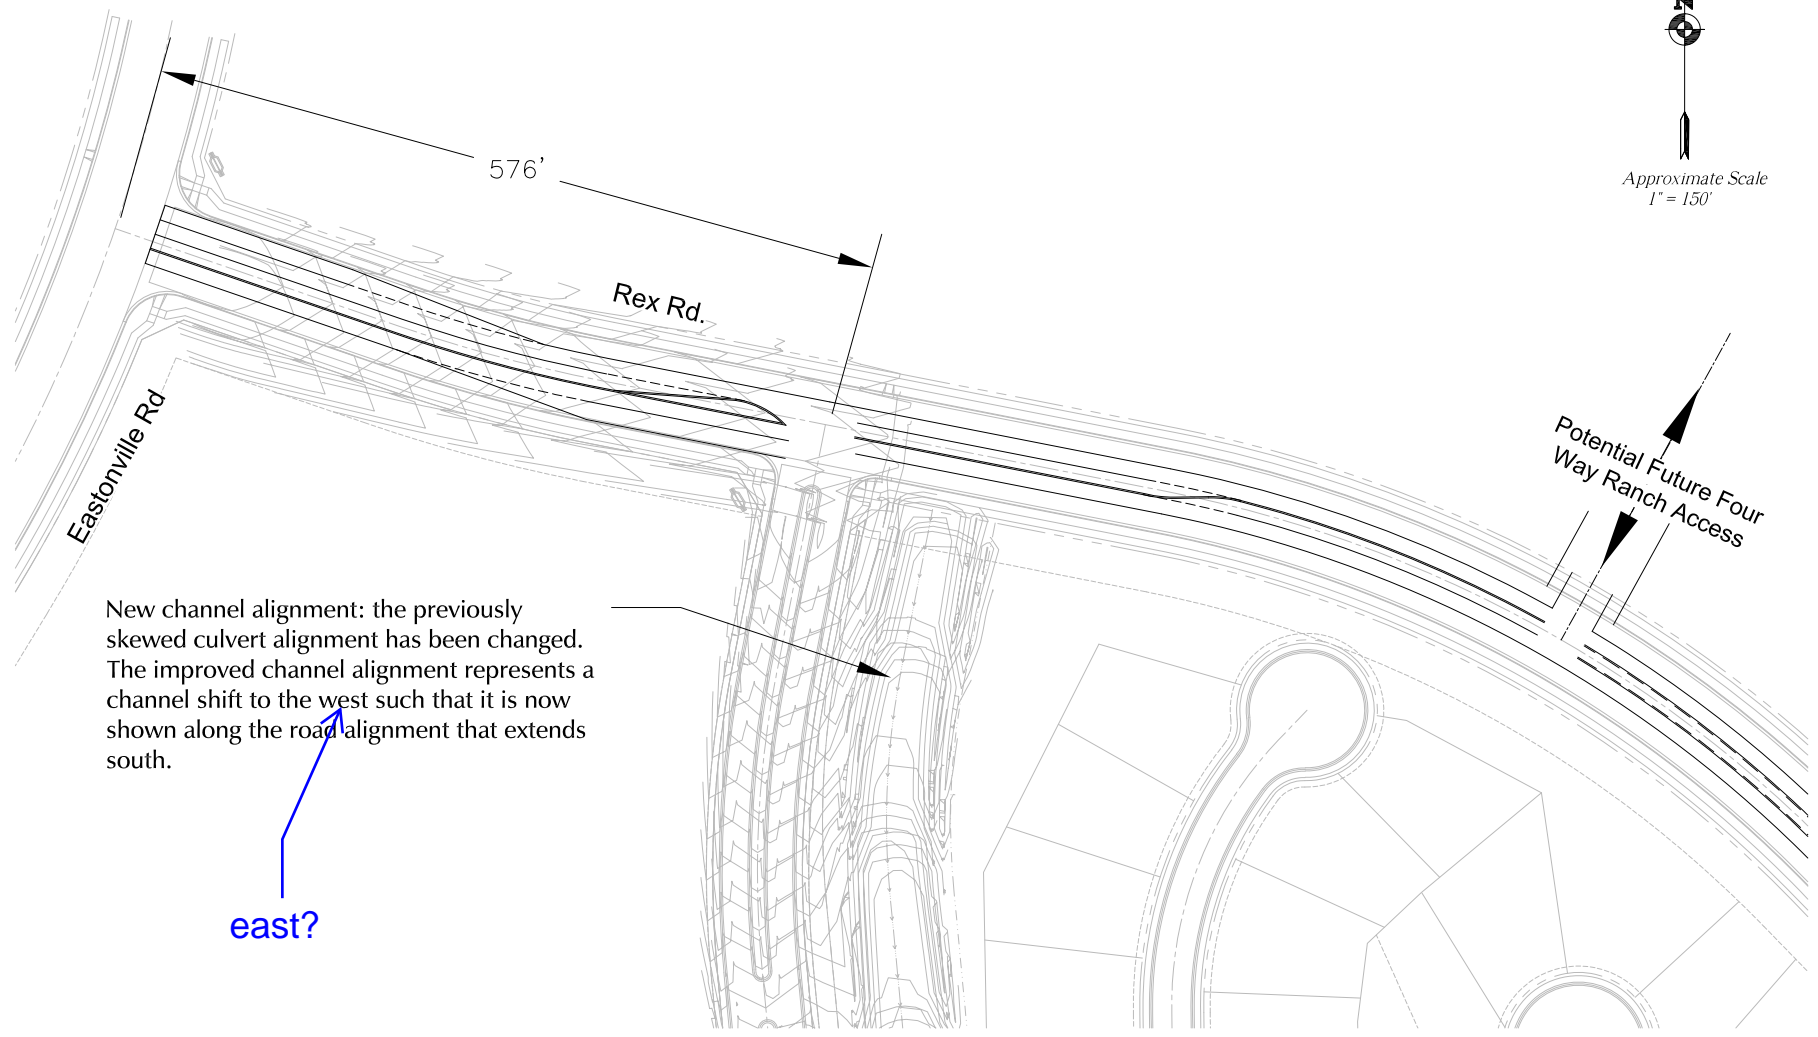 N
Approximate Scale
1" = 150'
576'
Rex Rd.
Eastonville Rd
Potential Future Four
Way Ranch Access
New channel alignment: the previously
skewed culvert alignment has been changed.
The improved channel alignment represents a
channel shift to the west such that it is now
shown along the road alignment that extends
south.
east?